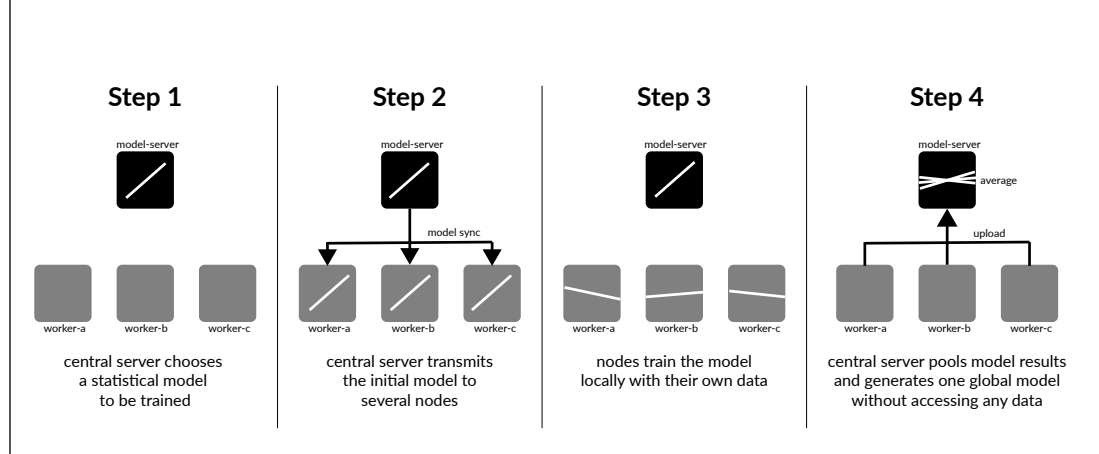 Step 1
model-server
worker-a
worker-b
worker-c
central server chooses
a statistical model
to be trained
Step 2
model-server
model sync
worker-a
worker-b
worker-c
central server transmits
the initial model to
several nodes
Step 3
model-server
worker-a
worker-b
worker-c
nodes train the model
locally with their own data
Step 4
model-server
average
upload
worker-a
worker-b
worker-c
central server pools model results
and generates one global model
without accessing any data